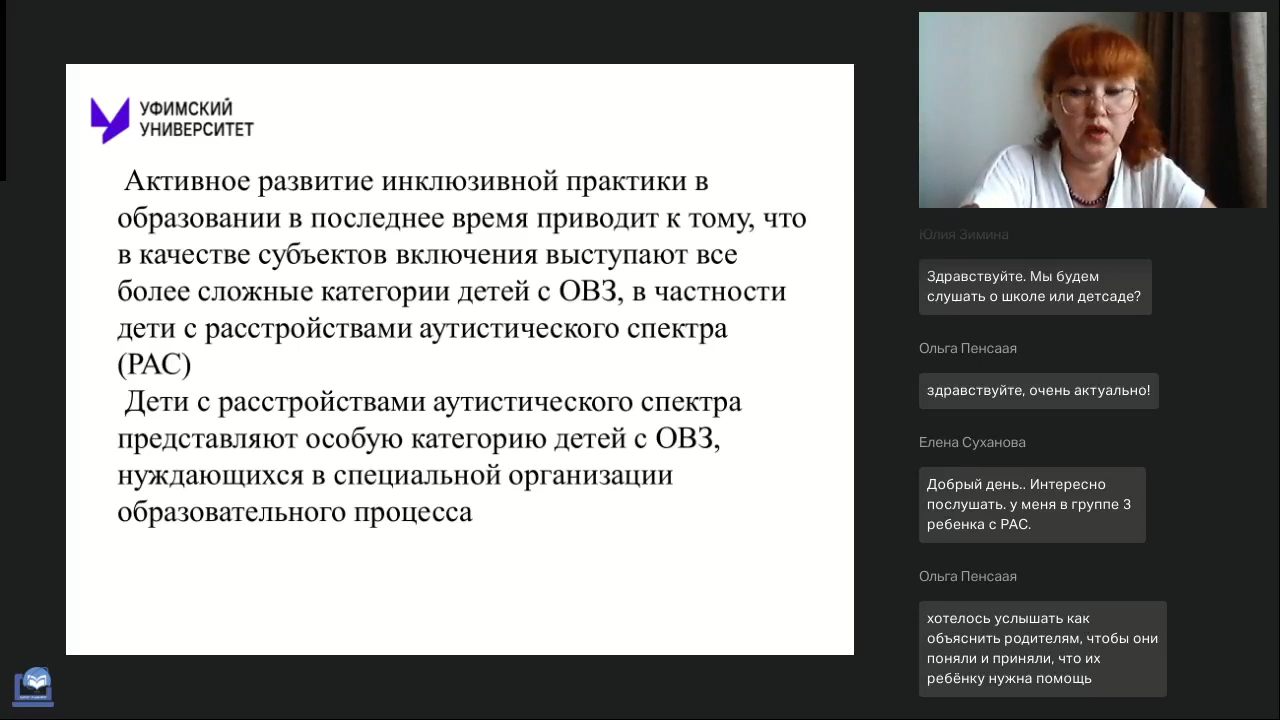 УФИМСКИЙ
УНИВЕРСИТЕТ
Активное развитие инклюзивной практики в
образовании в последнее время приводит к тому, что
в качестве субъектов включения выступают все
более сложные категории детей с ОВЗ, в частности
дети с расстройствами аутистического спектра
(РАС)
Дети с расстройствами аутистического спектра
представляют особую категорию детей с ОВЗ,
нуждающихся в специальной организации
образовательного процесса
Юлия Зимина
Здравствуйте. Мы будем
слушать о школе или детсаде?
Ольга Пенсаая
здравствуйте, очень актуально!
Елена Суханова
Добрый день.. Интересно
послушать. у меня в группе 3
ребенка с РАС.
Ольга Пенсаая
хотелось услышать как
объяснить родителям, чтобы они
поняли и приняли, что их
ребёнку нужна помощь